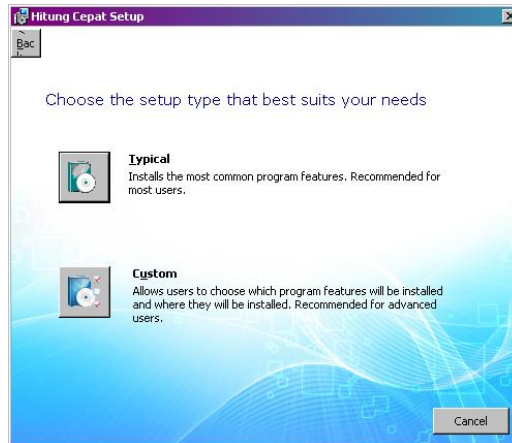 Hitung Cepat Setup
Bac
Choose the setup type that best suits your needs
Typical
Installs the most common program features. Recommended for
most users.
Custom
Allows users to choose which program features will be installed
and where they will be installed. Recommended for advanced
users.
Cancel